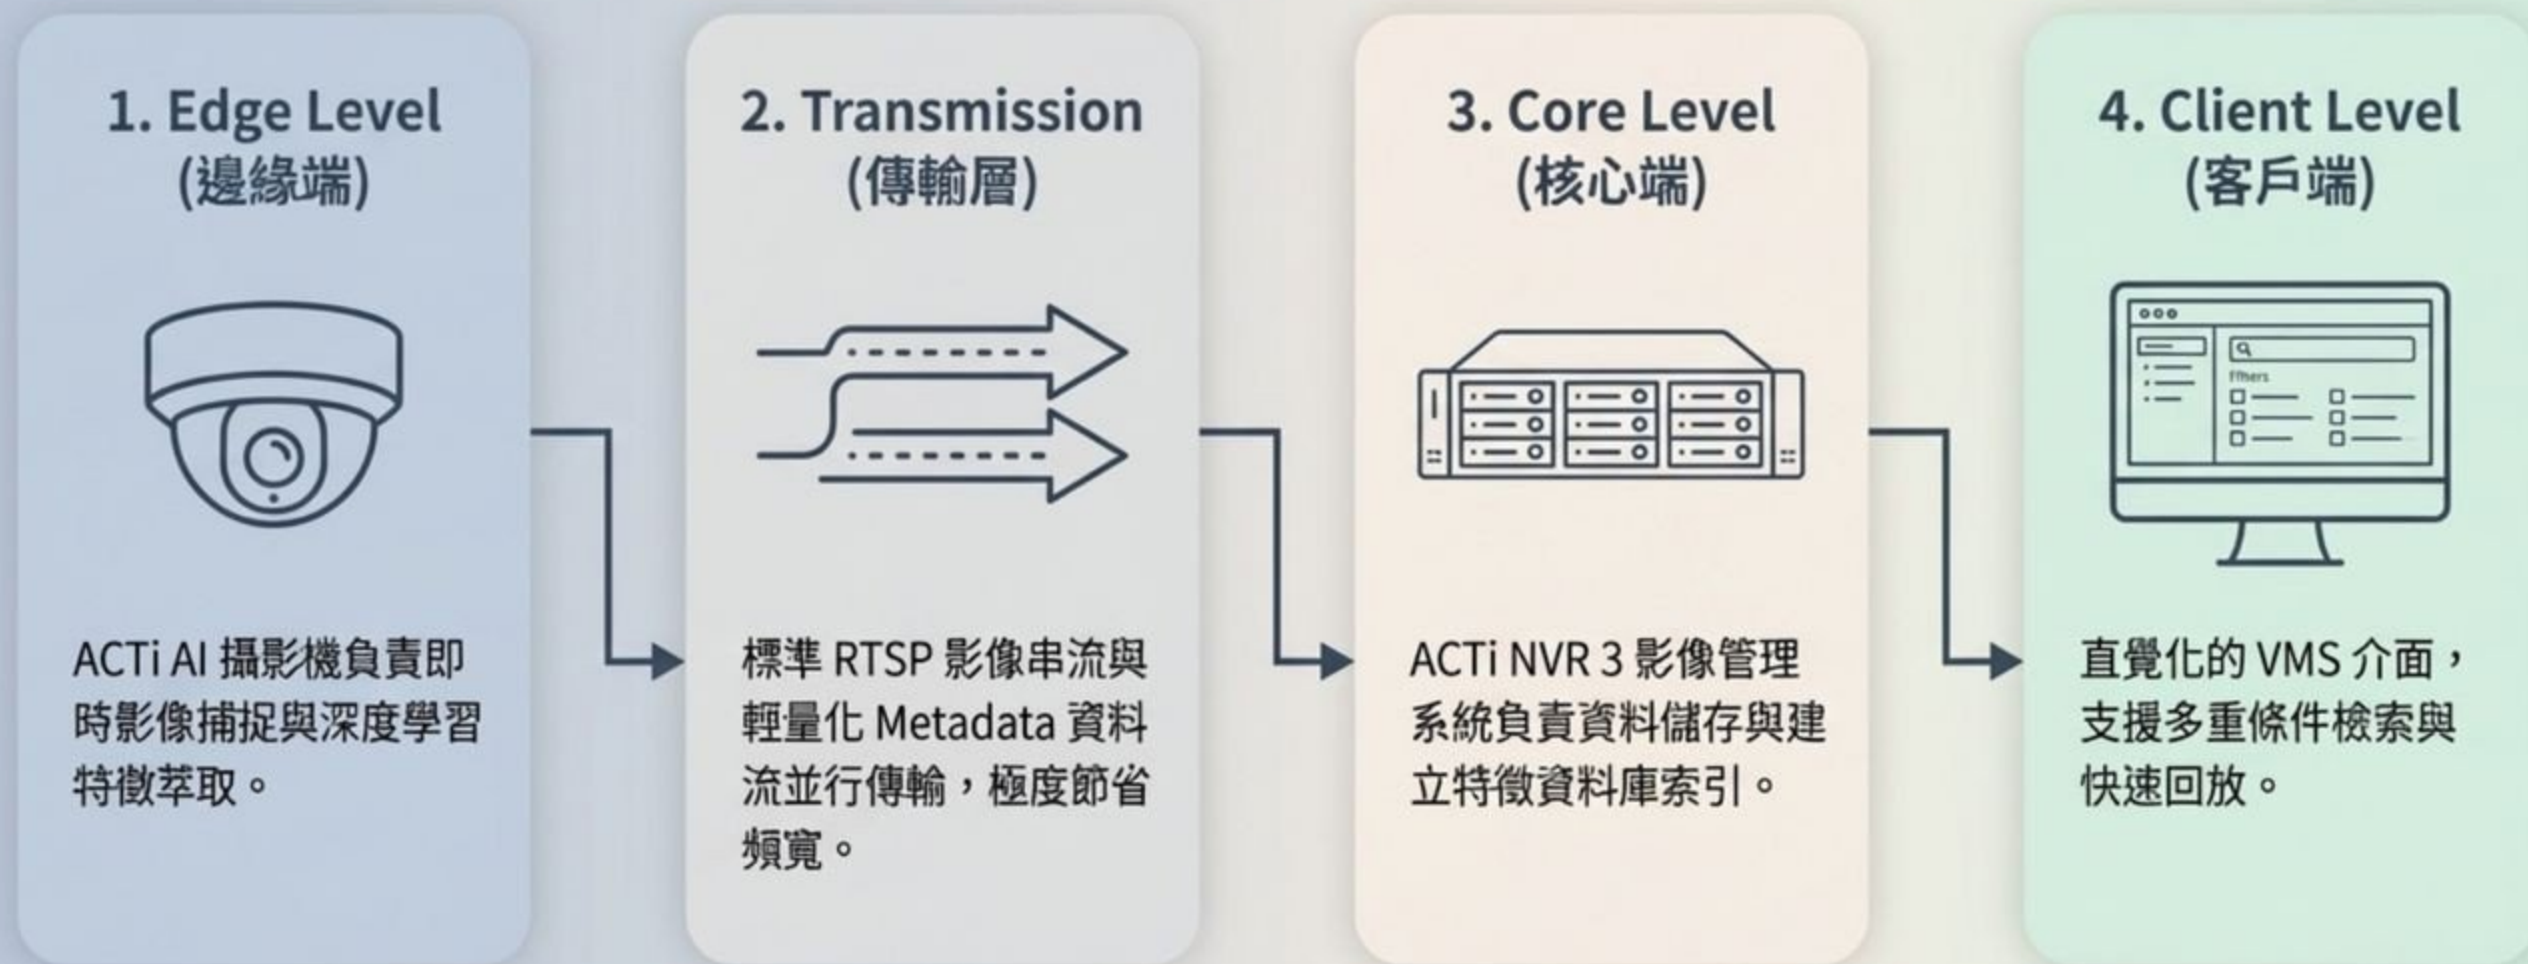 1. Edge Level
(邊緣端)
ACTi AI 攝影機負責即
時影像捕捉與深度學習
特徵萃取。
2. Transmission
(傳輸層)
標準 RTSP 影像串流與
輕量化 Metadata 資料
流並行傳輸，極度節省
頻寬。
3. Core Level
(核心端)
ACTi NVR 3 影像管理
系統負責資料儲存與建
立特徵資料庫索引。
4. Client Level
(客戶端)
直覺化的 VMS 介面，
支援多重條件檢索與
快速回放。